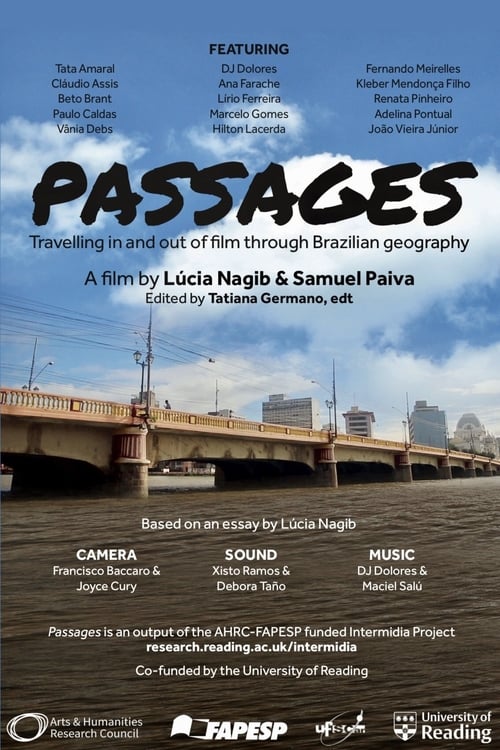 FEATURING
Tata Amaral
Cláudio Assis
Beto Brant
Paulo Caldas
Vânia Debs
DJ Dolores
Ana Farache
Lírio Ferreira
Marcelo Gomes
Hilton Lacerda
Fernando Meirelles
Kleber Mendonça Filho
Renata Pinheiro
Adelina Pontual
João Vieira Júnior
PASSAGES
Travelling in and out of film through Brazilian geography
A film by Lúcia Nagib & Samuel Paiva
Edited by Tatiana Germano, edt
Based on an essay by Lúcia Nagib
CAMERA
Francisco Baccaro &
Joyce Cury
SOUND
Xisto Ramos &
Debora Taño
MUSIC
DJ Dolores &
Maciel Salú
Passages is an output of the AHRC-FAPESP funded Intermidia Project
research.reading.ac.uk/intermidia
Co-funded by the University of Reading
Arts & Humanities
Research Council
FAPESP
ufscar
University of
Reading